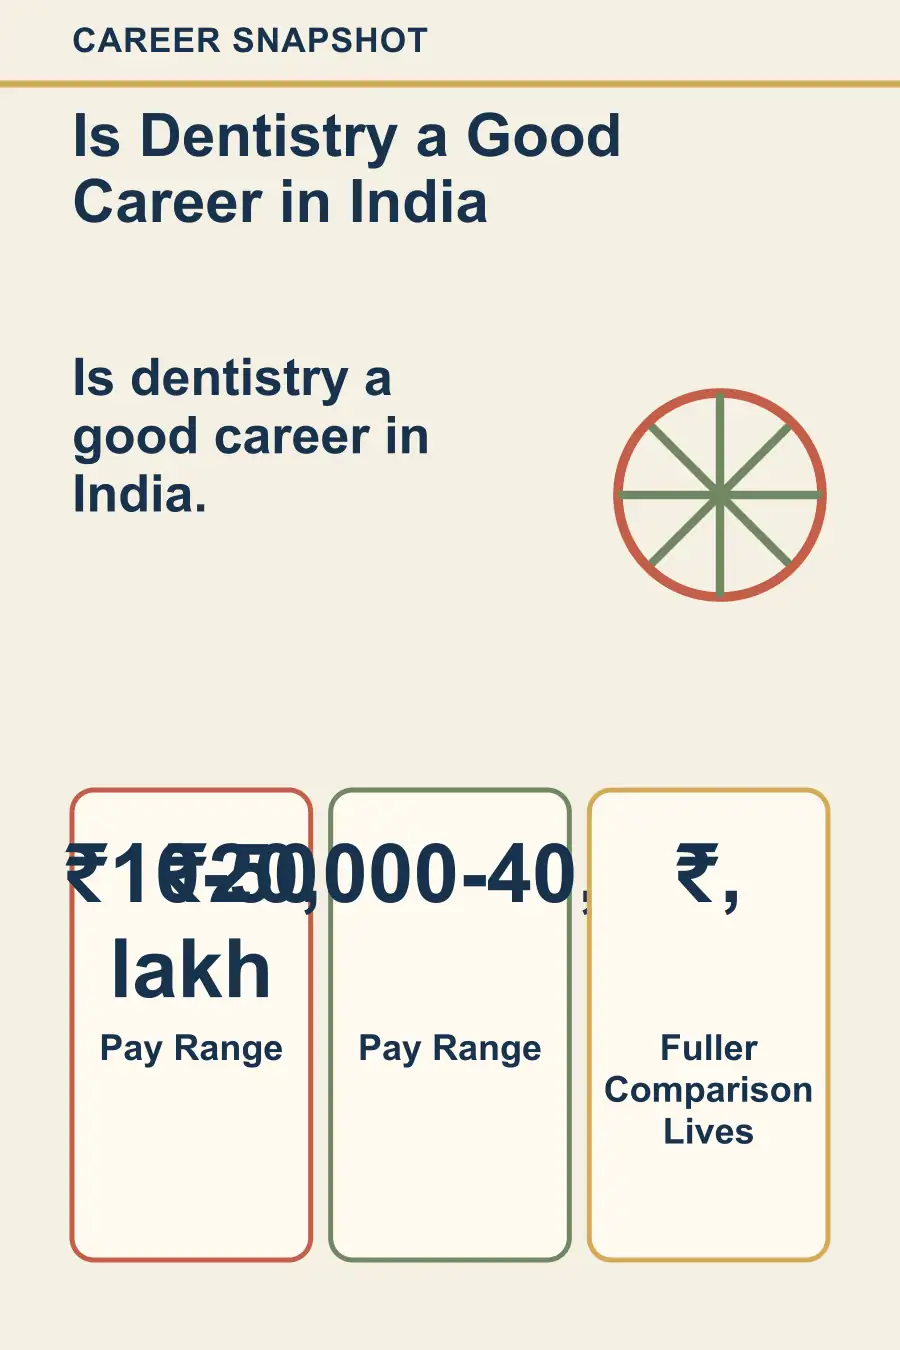 CAREER SNAPSHOT
Is Dentistry a Good
Career in India
Is dentistry a
good career in
India.
lakh
Pay Range
Pay Range
₹,
Fuller
Comparison
Lives